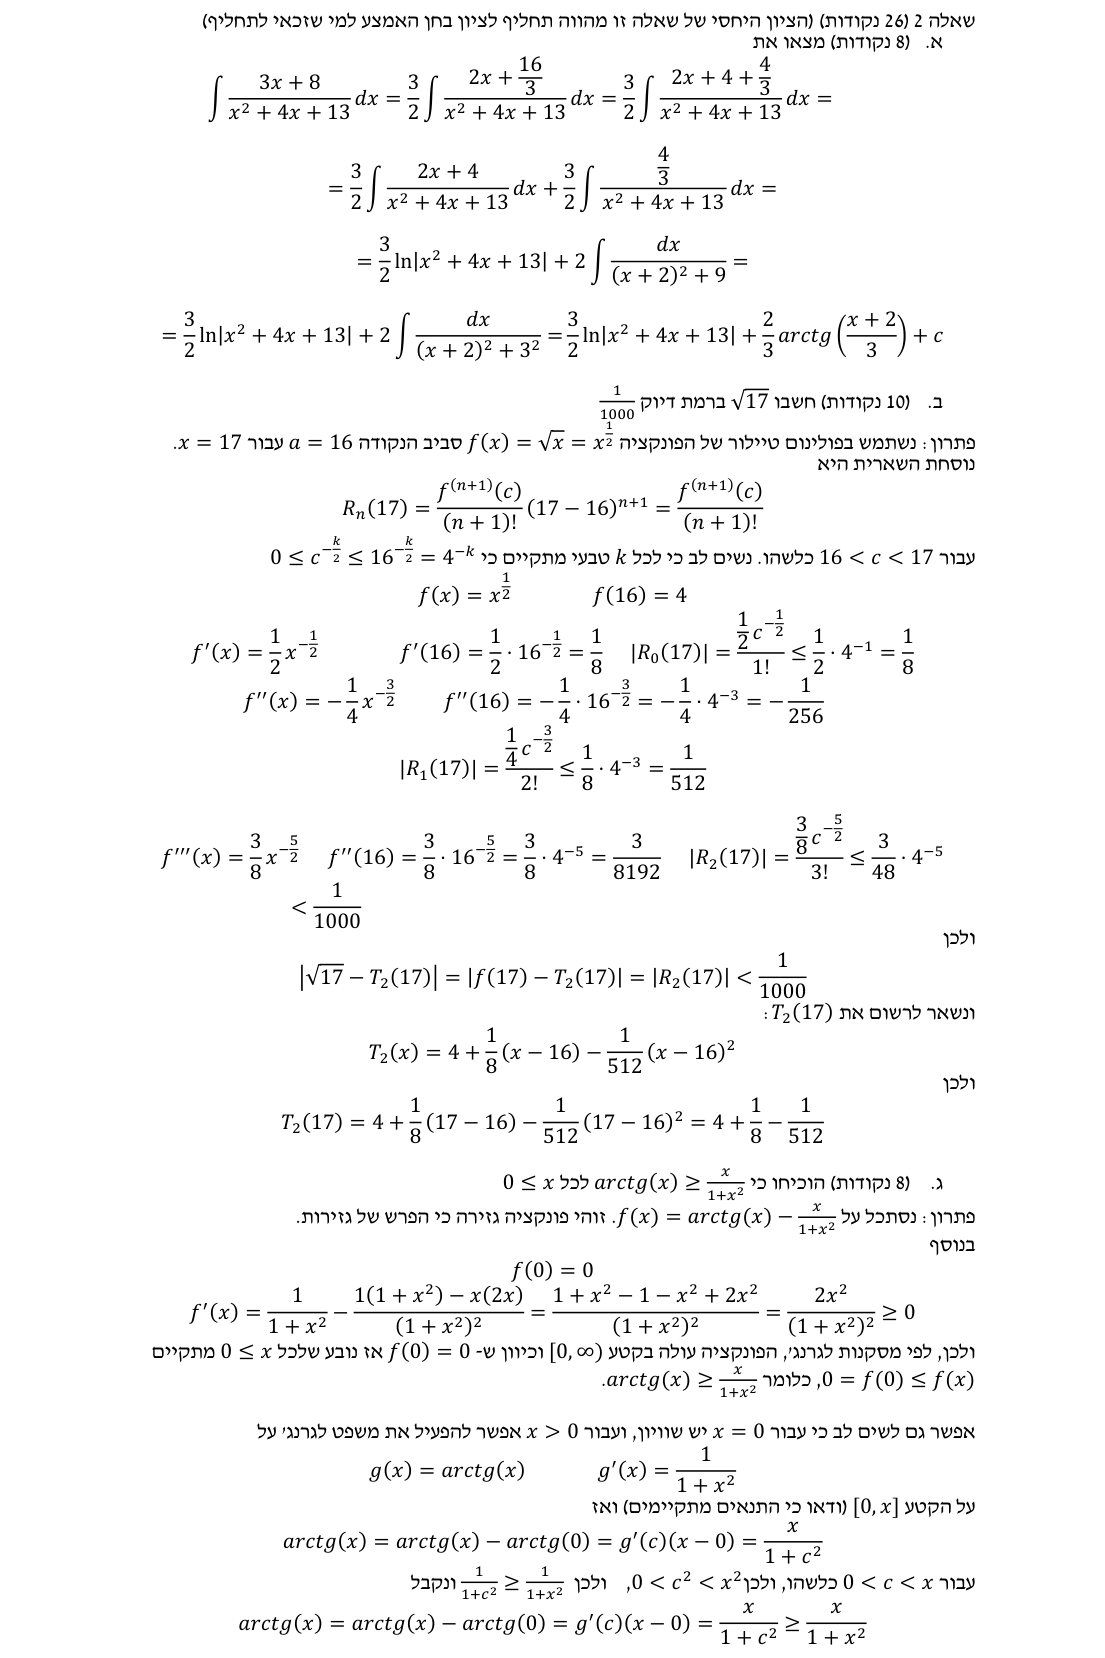 שאלה 2 (26 נקודות) (הציון היחסי של שאלה זו מהווה תחליף לציון בחן האמצע למי שזכאי לתחליף)
א. (8 נקודות) מצאו את
∫ (3x + 8)/(x² + 4x + 13) dx = 3/2 ∫ (2x + 16/3)/(x² + 4x + 13) dx = 3/2 ∫ (2x + 4 + 4/3)/(x² + 4x + 13) dx =
= 3/2 ∫ (2x + 4)/(x² + 4x + 13) dx + 3/2 ∫ (4/3)/(x² + 4x + 13) dx =
= 3/2 ln|x² + 4x + 13| + 2 ∫ dx/((x + 2)² + 9) =
= 3/2 ln|x² + 4x + 13| + 2 ∫ dx/((x + 2)² + 3²) = 3/2 ln|x² + 4x + 13| + 2/3 arctg((x + 2)/3) + c
ב. (10 נקודות) חשבו √17 ברמת דיוק 1/1000
פתרון: נשתמש בפולינום טיילור של הפונקציה f(x) = √x = x^(1/2) סביב הנקודה a = 16 עבור x = 17.
נוסחת השארית היא
R_n(17) = f^(n+1)(c)/(n + 1)! (17 − 16)^(n+1) = f^(n+1)(c)/(n + 1)!
עבור 16 < c < 17 כלשהו. נשים לב כי לכל k טבעי מתקיים כי 0 ≤ c^(−k/2) ≤ 16^(−k/2) = 4^(−k)
f(x) = x^(1/2) f(16) = 4
f′(x) = 1/2 x^(−1/2) f′(16) = 1/2 · 16^(−1/2) = 1/8 |R₀(17)| = (1/2 c^(−1/2))/1! ≤ 1/2 · 4^(−1) = 1/8
f′′(x) = −1/4 x^(−3/2) f′′(16) = −1/4 · 16^(−3/2) = −1/4 · 4^(−3) = −1/256
|R₁(17)| = (1/4 c^(−3/2))/2! ≤ 1/8 · 4^(−3) = 1/512
f′′′(x) = 3/8 x^(−5/2) f′′(16) = 3/8 · 16^(−5/2) = 3/8 · 4^(−5) = 3/8192 |R₂(17)| = (3/8 c^(−5/2))/3! ≤ 3/48 · 4^(−5)
< 1/1000
ולכן
|√17 − T₂(17)| = |f(17) − T₂(17)| = |R₂(17)| < 1/1000
ונשאר לרשום את T₂(17):
T₂(x) = 4 + 1/8 (x − 16) − 1/512 (x − 16)²
ולכן
T₂(17) = 4 + 1/8 (17 − 16) − 1/512 (17 − 16)² = 4 + 1/8 − 1/512
ג. (8 נקודות) הוכיחו כי arctg(x) ≥ x/(1+x²) לכל 0 ≤ x
פתרון: נסתכל על f(x) = arctg(x) − x/(1+x²). זוהי פונקציה גזירה כי הפרש של גזירות.
בנוסף
f(0) = 0
f′(x) = 1/(1 + x²) − (1(1 + x²) − x(2x))/(1 + x²)² = (1 + x² − 1 − x² + 2x²)/(1 + x²)² = 2x²/(1 + x²)² ≥ 0
ולכן, לפי מסקנות לגרנג׳, הפונקציה עולה בקטע [0, ∞) וכיוון ש- f(0) = 0 אז נובע שלכל 0 ≤ x מתקיים
0 = f(0) ≤ f(x), כלומר arctg(x) ≥ x/(1+x²).
אפשר גם לשים לב כי עבור x = 0 יש שוויון, ועבור x > 0 אפשר להפעיל את משפט לגרנג׳ על
g(x) = arctg(x) g′(x) = 1/(1 + x²)
על הקטע [0, x] (ודאו כי התנאים מתקיימים) ואז
arctg(x) = arctg(x) − arctg(0) = g′(c)(x − 0) = x/(1 + c²)
עבור 0 < c < x כלשהו, ולכן 0 < c² < x², ולכן 1/(1+c²) ≥ 1/(1+x²) ונקבל
arctg(x) = arctg(x) − arctg(0) = g′(c)(x − 0) = x/(1 + c²) ≥ x/(1 + x²)